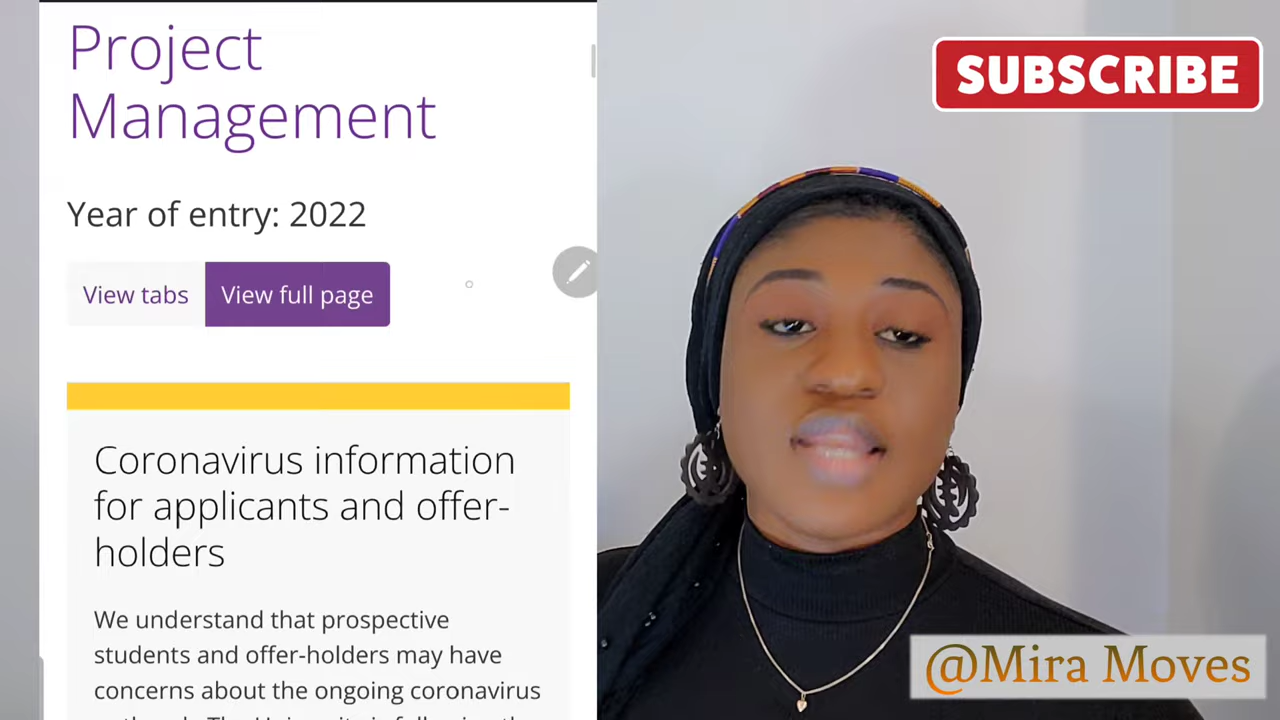 Project
Management
Year of entry: 2022
View tabs
View full page
Coronavirus information
for applicants and offer-
holders
We understand that prospective
students and offer-holders may have
concerns about the ongoing coronavirus
SUBSCRIBE
@Mira Moves